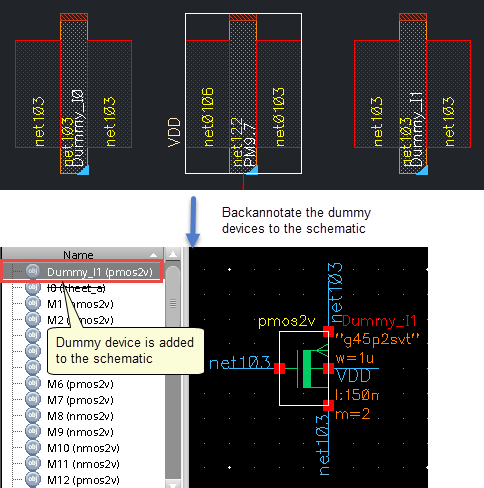 net103
net103
Dummy_I0
net103
VDD
net0106
net122
PM9.7
net0103
net103
net103
Dummy_I1
net103
Backannotate the dummy
devices to the schematic
Name
Dummy_I1 (pmos2v)
I0 (sheet_a)
M1 (pmos2v)
M2 (pmos2v)
Dummy device is added
to the schematic
M6 (pmos2v)
M7 (pmos2v)
M8 (nmos2v)
M9 (nmos2v)
M10 (nmos2v)
M11 (nmos2v)
M12 (pmos2v)
net103
pmos2v
Dummy_I1
"g45p2svt"
w=1u
net103
VDD
l:150n
m=2
net103